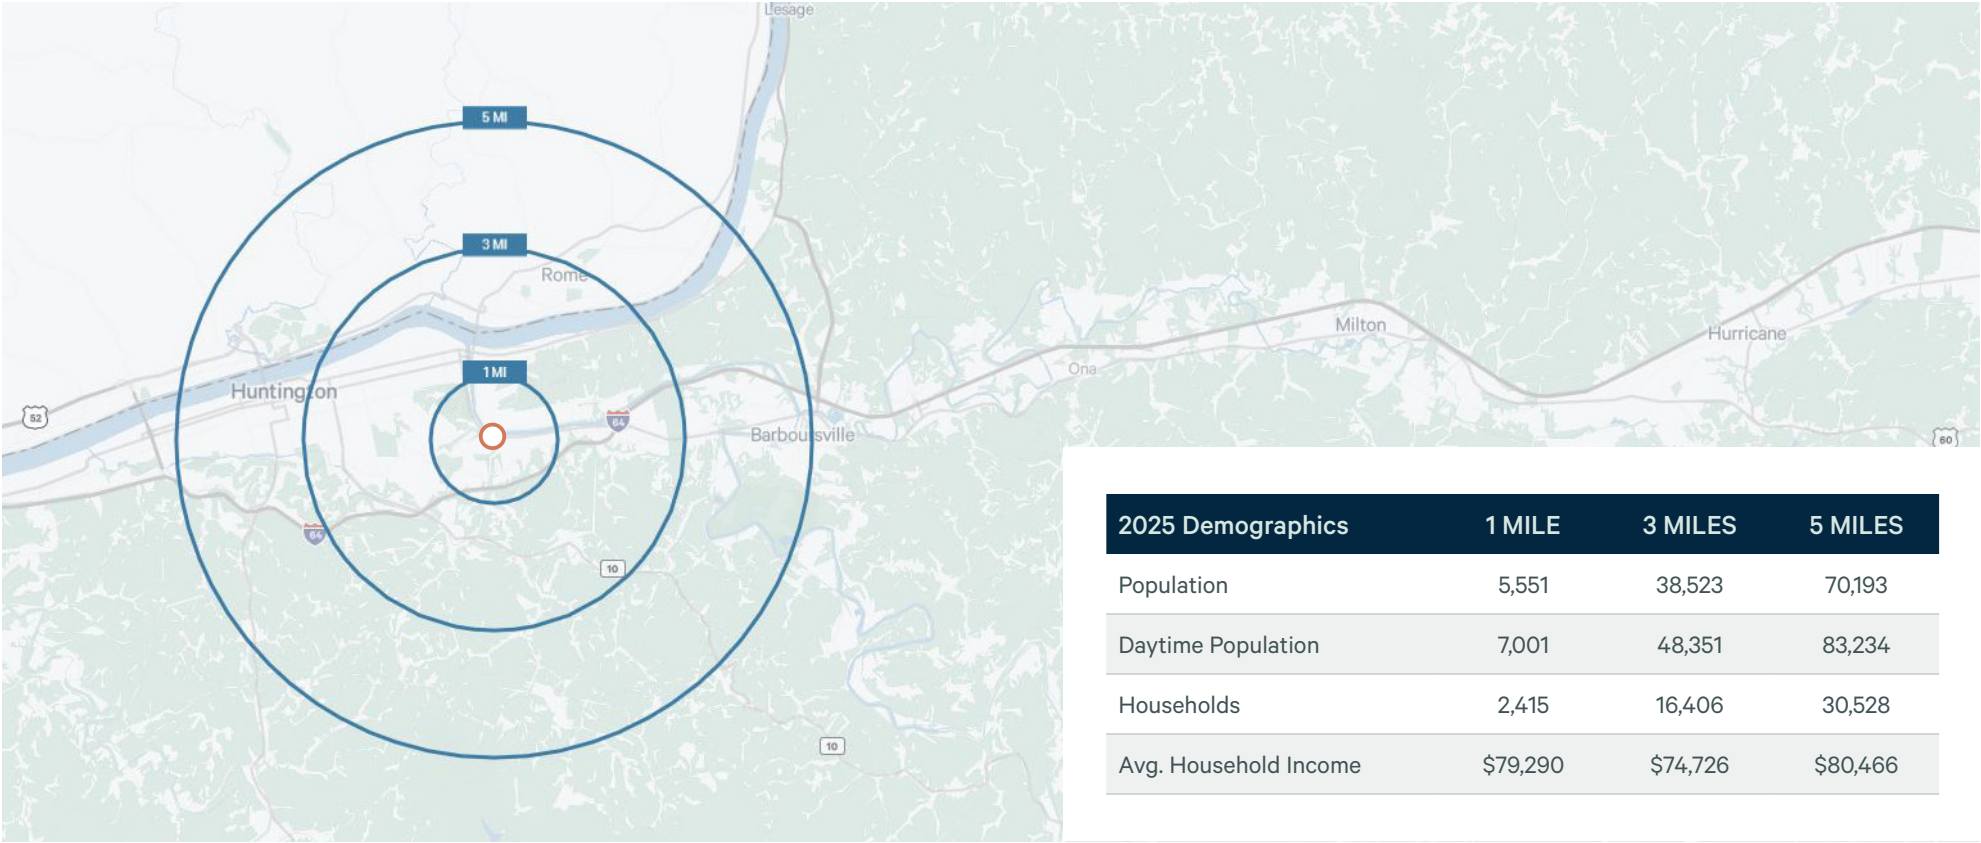 Lesage
5 MI
3 MI
Rome
Milton
Hurricane
1 MI
Ona
Huntington
52
64
Barboursville
60
64
10
10
2025 Demographics 1 MILE 3 MILES 5 MILES
Population 5,551 38,523 70,193
Daytime Population 7,001 48,351 83,234
Households 2,415 16,406 30,528
Avg. Household Income $79,290 $74,726 $80,466